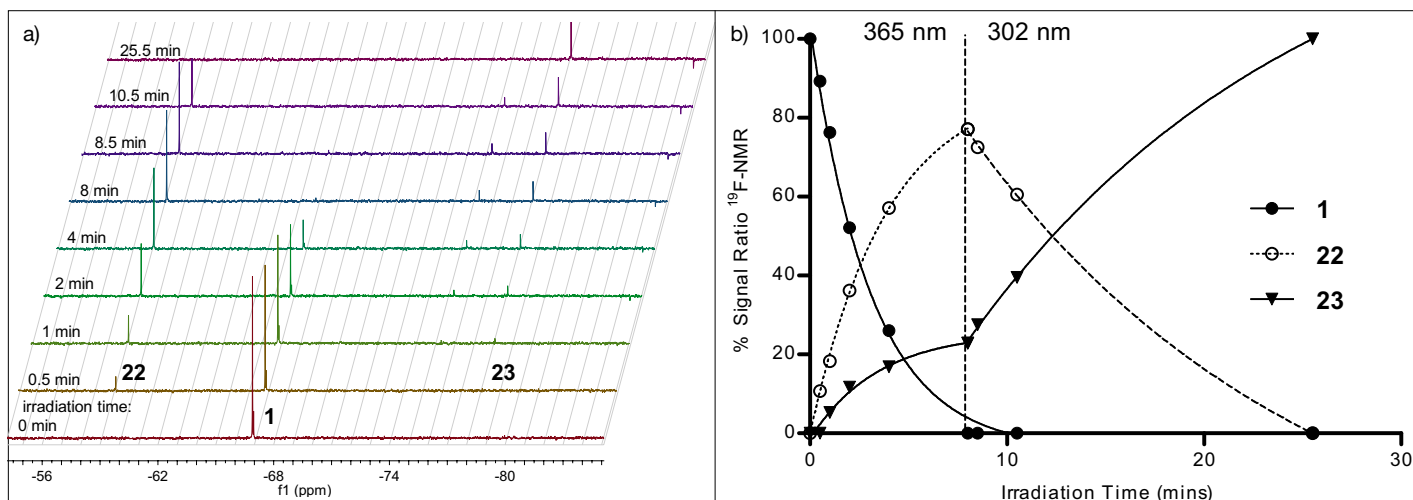 a)
25.5 min
10.5 min
8.5 min
8 min
4 min
2 min
1 min
0.5 min
22
23
irradiation time:
0 min
1
-56 -62 -68 -74 -80
f1 (ppm)
b)
365 nm 302 nm
% Signal Ratio ¹⁹F-NMR
100
80
60
40
20
0
1
22
23
0 10 20 30
Irradiation Time (mins)